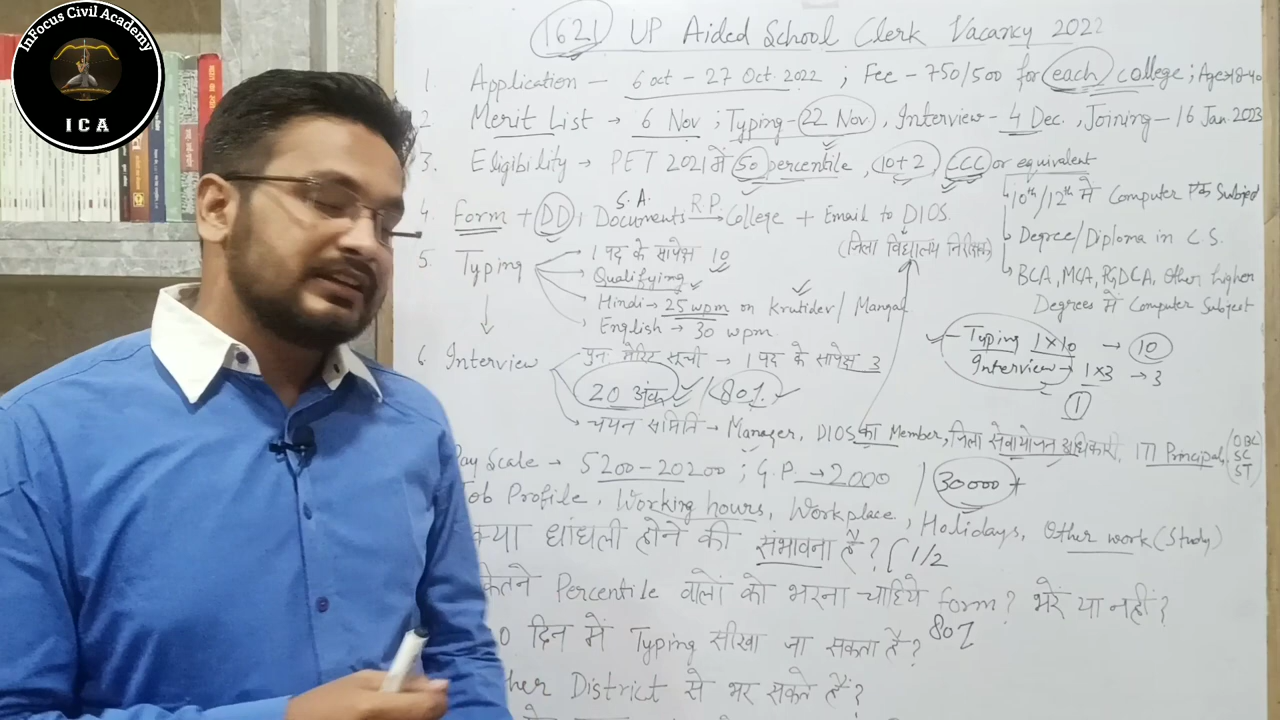 InFocus Civil Academy
ICA
1621 UP Aided School Clerk Vacancy 2022
1. Application - 6 oct - 27 Oct. 2022 ; Fee - 750/500 for each college ; Age→18-40
2. Merit List → 6 Nov ; Typing - 22 Nov , Interview - 4 Dec. , Joining - 16 Jan. 2023
3. Eligibility → PET 2021 में 50 percentile , 10+2 , CCC or equivalent
10th/12th में Computer एक Subject
Degree/Diploma in C.S.
BCA, MCA, PGDCA, Other higher
Degrees में Computer Subject
4. Form + DD, S.A. Documents R.P. → College + Email to DIOS
(जिला विद्यालय निरीक्षक)
5. Typing
1 पद के सापेक्ष 10
Qualifying
Hindi → 25 wpm on Krutidev / Mangal
English → 30 wpm
Typing 1×10 → 10
Interview → 1×3 → 3
1
6. Interview
पुनः मेरिट सूची → 1 पद के सापेक्ष 3
20 अंक / 80%
चयन समिति → Manager, DIOS का Member, जिला सेवायोजन अधिकारी, Principal, (OBC SC ST)
Pay Scale → 5200-20200 ; G.P. → 2000 / 30000+
Job Profile, Working hours, Workplace, Holidays, Other work (Study)
क्या धांधली होने की संभावना है? 1/2
कितने Percentile वालों को भरना चाहिये form? भरें या नहीं?
0 दिन में Typing सीखा जा सकता है? 80%
ther District से भर सकते हैं?